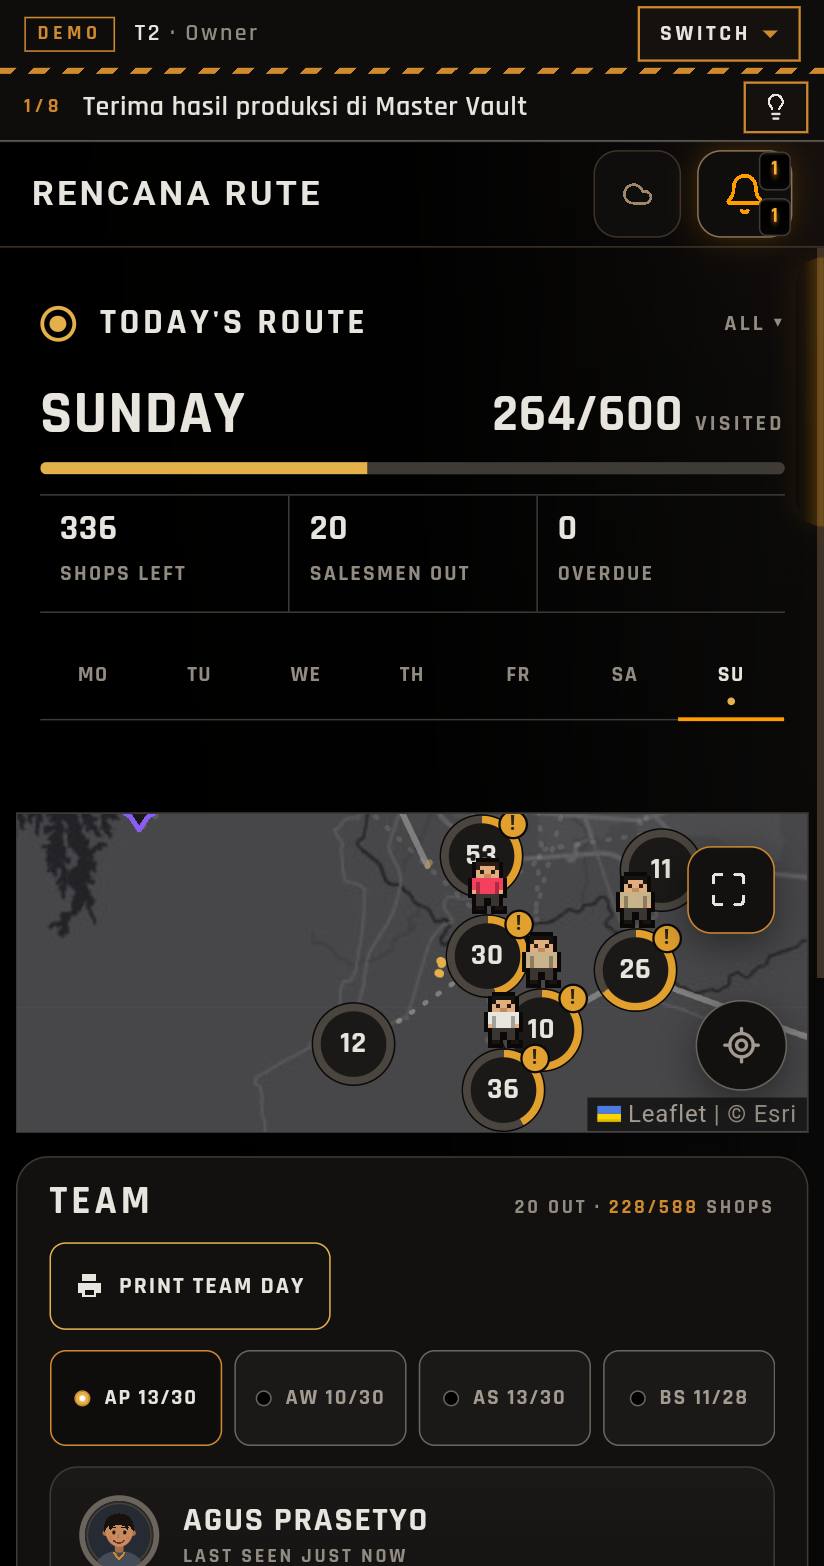 DEMO T2 · Owner SWITCH
1/8 Terima hasil produksi di Master Vault
RENCANA RUTE 1 1
TODAY'S ROUTE ALL ▾
SUNDAY 264/600 VISITED
336 20 0
SHOPS LEFT SALESMEN OUT OVERDUE
MO TU WE TH FR SA SU
53 !
11
30 !
26 !
10 !
12
36 !
Leaflet | © Esri
TEAM 20 OUT · 228/588 SHOPS
PRINT TEAM DAY
AP 13/30 AW 10/30 AS 13/30 BS 11/28
AGUS PRASETYO
LAST SEEN JUST NOW